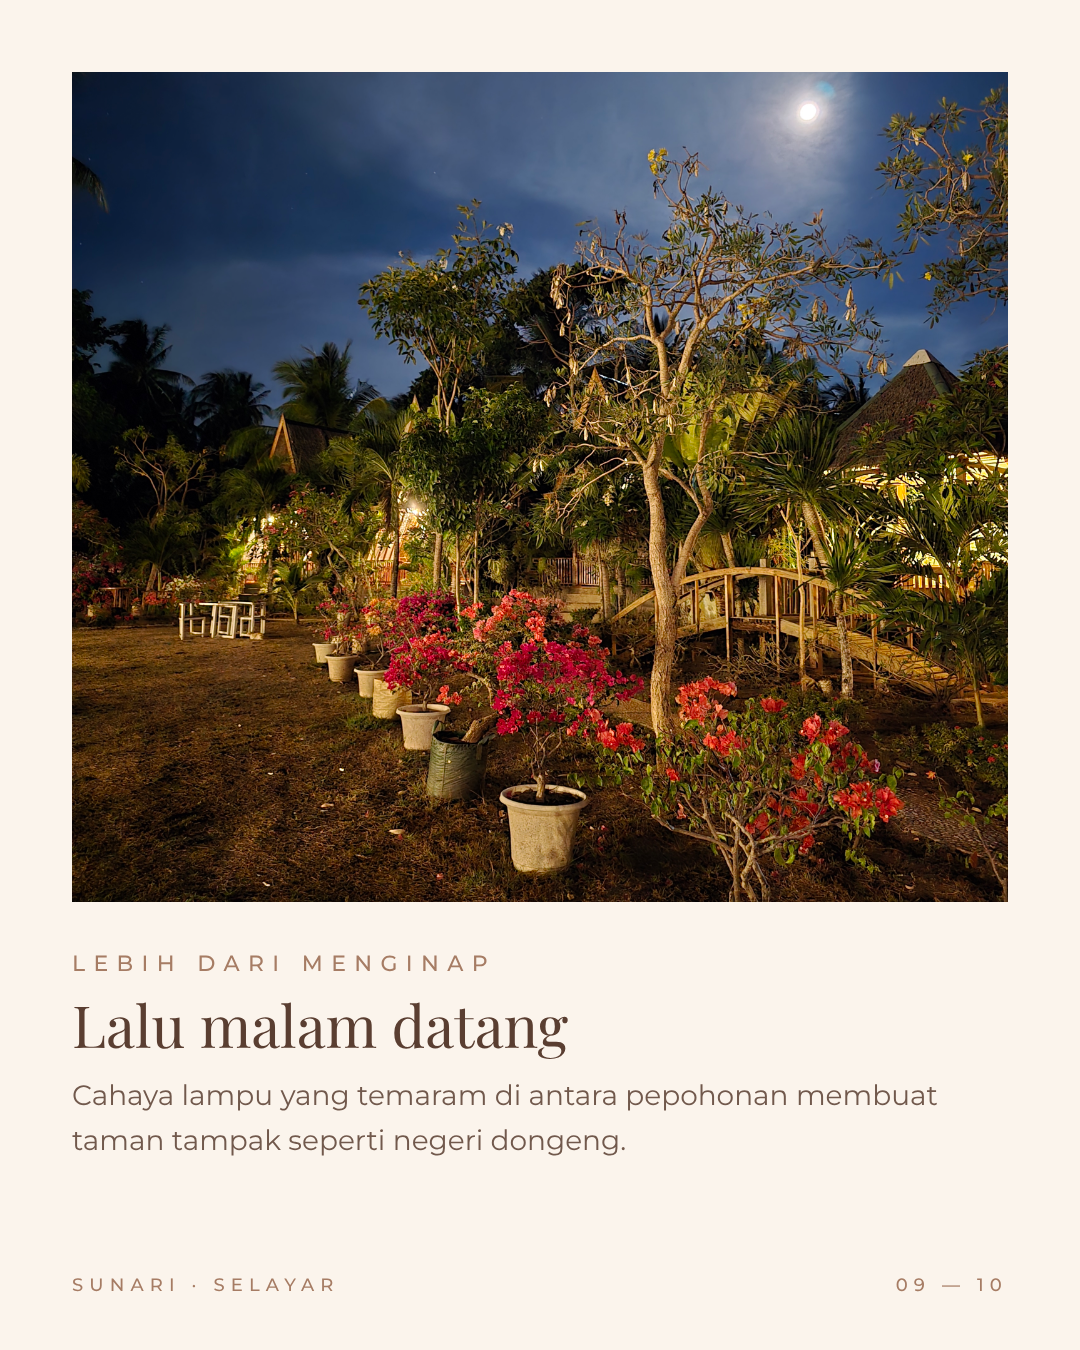 LEBIH DARI MENGINAP
Lalu malam datang
Cahaya lampu yang temaram di antara pepohonan membuat
taman tampak seperti negeri dongeng.
SUNARI · SELAYAR
09 — 10